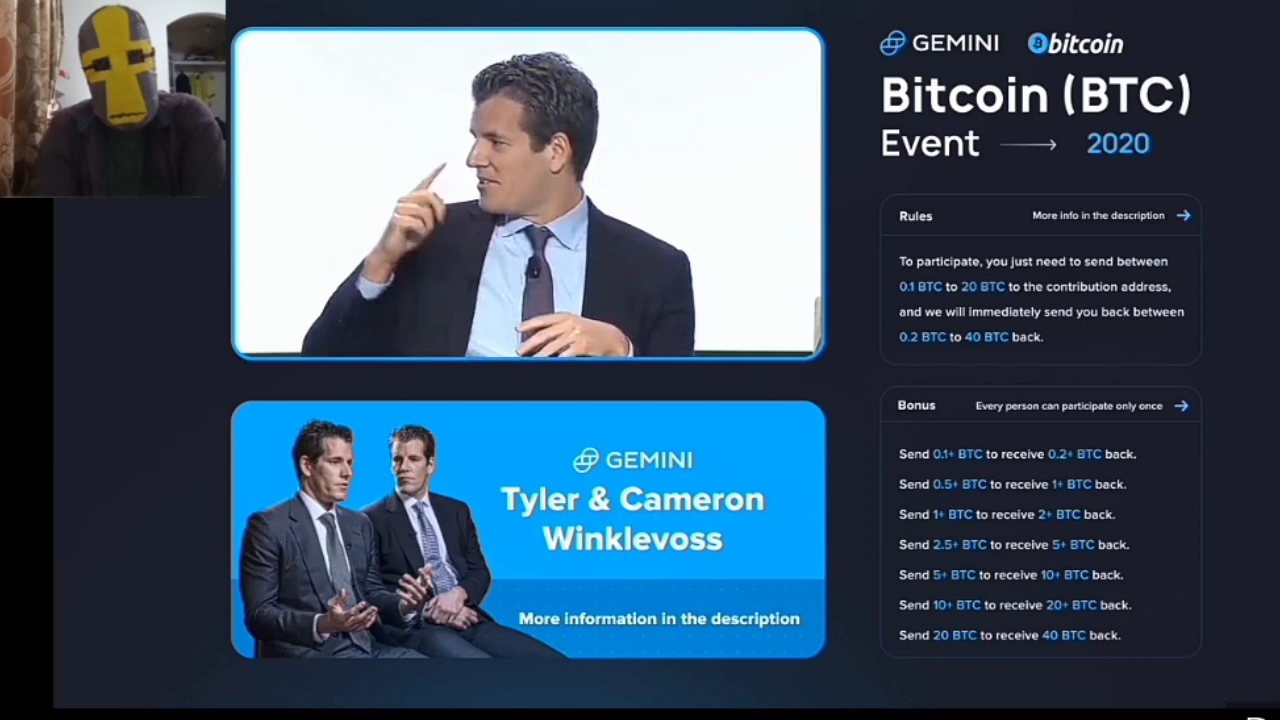 GEMINI
bitcoin
Bitcoin (BTC)
Event
2020
Rules
More info in the description
To participate, you just need to send between
0.1 BTC to 20 BTC to the contribution address,
and we will immediately send you back between
0.2 BTC to 40 BTC back.
Bonus
Every person can participate only once
Send 0.1+ BTC to receive 0.2+ BTC back.
Send 0.5+ BTC to receive 1+ BTC back.
Send 1+ BTC to receive 2+ BTC back.
Send 2.5+ BTC to receive 5+ BTC back.
Send 5+ BTC to receive 10+ BTC back.
Send 10+ BTC to receive 20+ BTC back.
Send 20 BTC to receive 40 BTC back.
GEMINI
Tyler & Cameron
Winklevoss
More information in the description